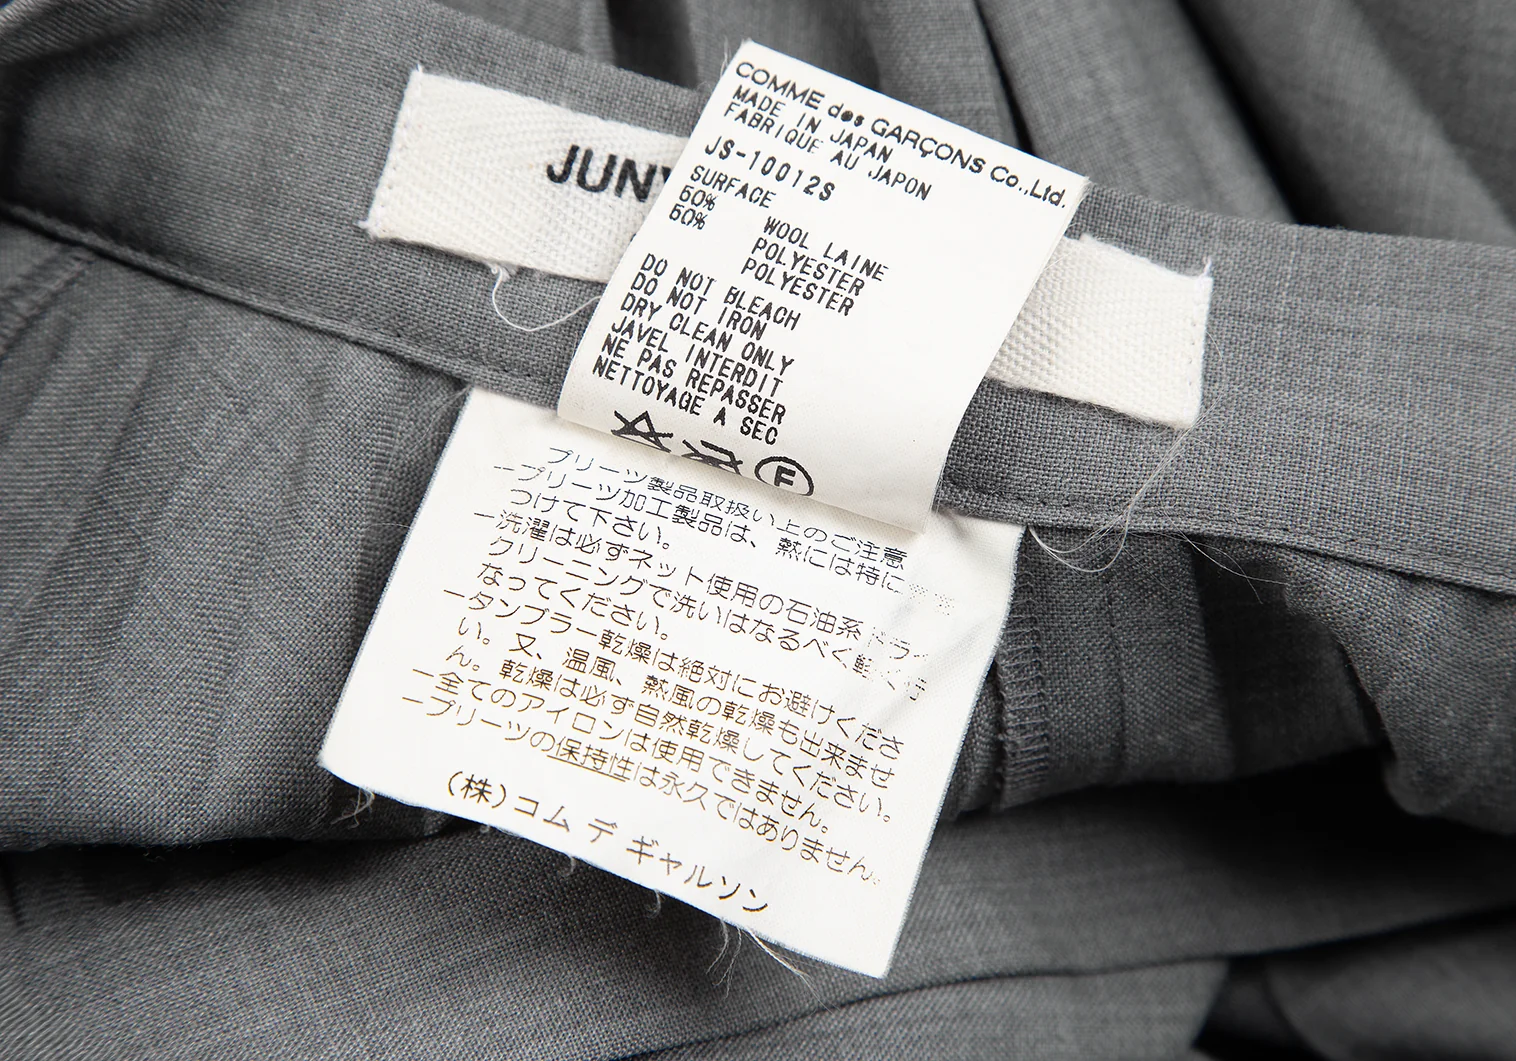 JUN
COMME des GARÇONS Co.,Ltd.
MADE IN JAPAN
FABRIQUE AU JAPON
JS-10012S
SURFACE
50% WOOL LAINE
50% POLYESTER
POLYESTER
DO NOT BLEACH
DO NOT IRON
DRY CLEAN ONLY
JAVEL INTERDIT
NE PAS REPASSER
NETTOYAGE A SEC
F
プリーツ製品取扱い上のご注意
ープリーツ加工製品は、熱には特に
つけて下さい。
ー洗濯は必ずネット使用の石油系ドライ
クリーニングで洗いはなるべく軽く行
なってください。
ータンブラー乾燥は絶対にお避けくださ
い。又、温風、熱風の乾燥も出来ませ
ん。乾燥は必ず自然乾燥してください。
ー全てのアイロンは使用できません。
ープリーツの保持性は永久ではありません。
(株)コム デ ギャルソン